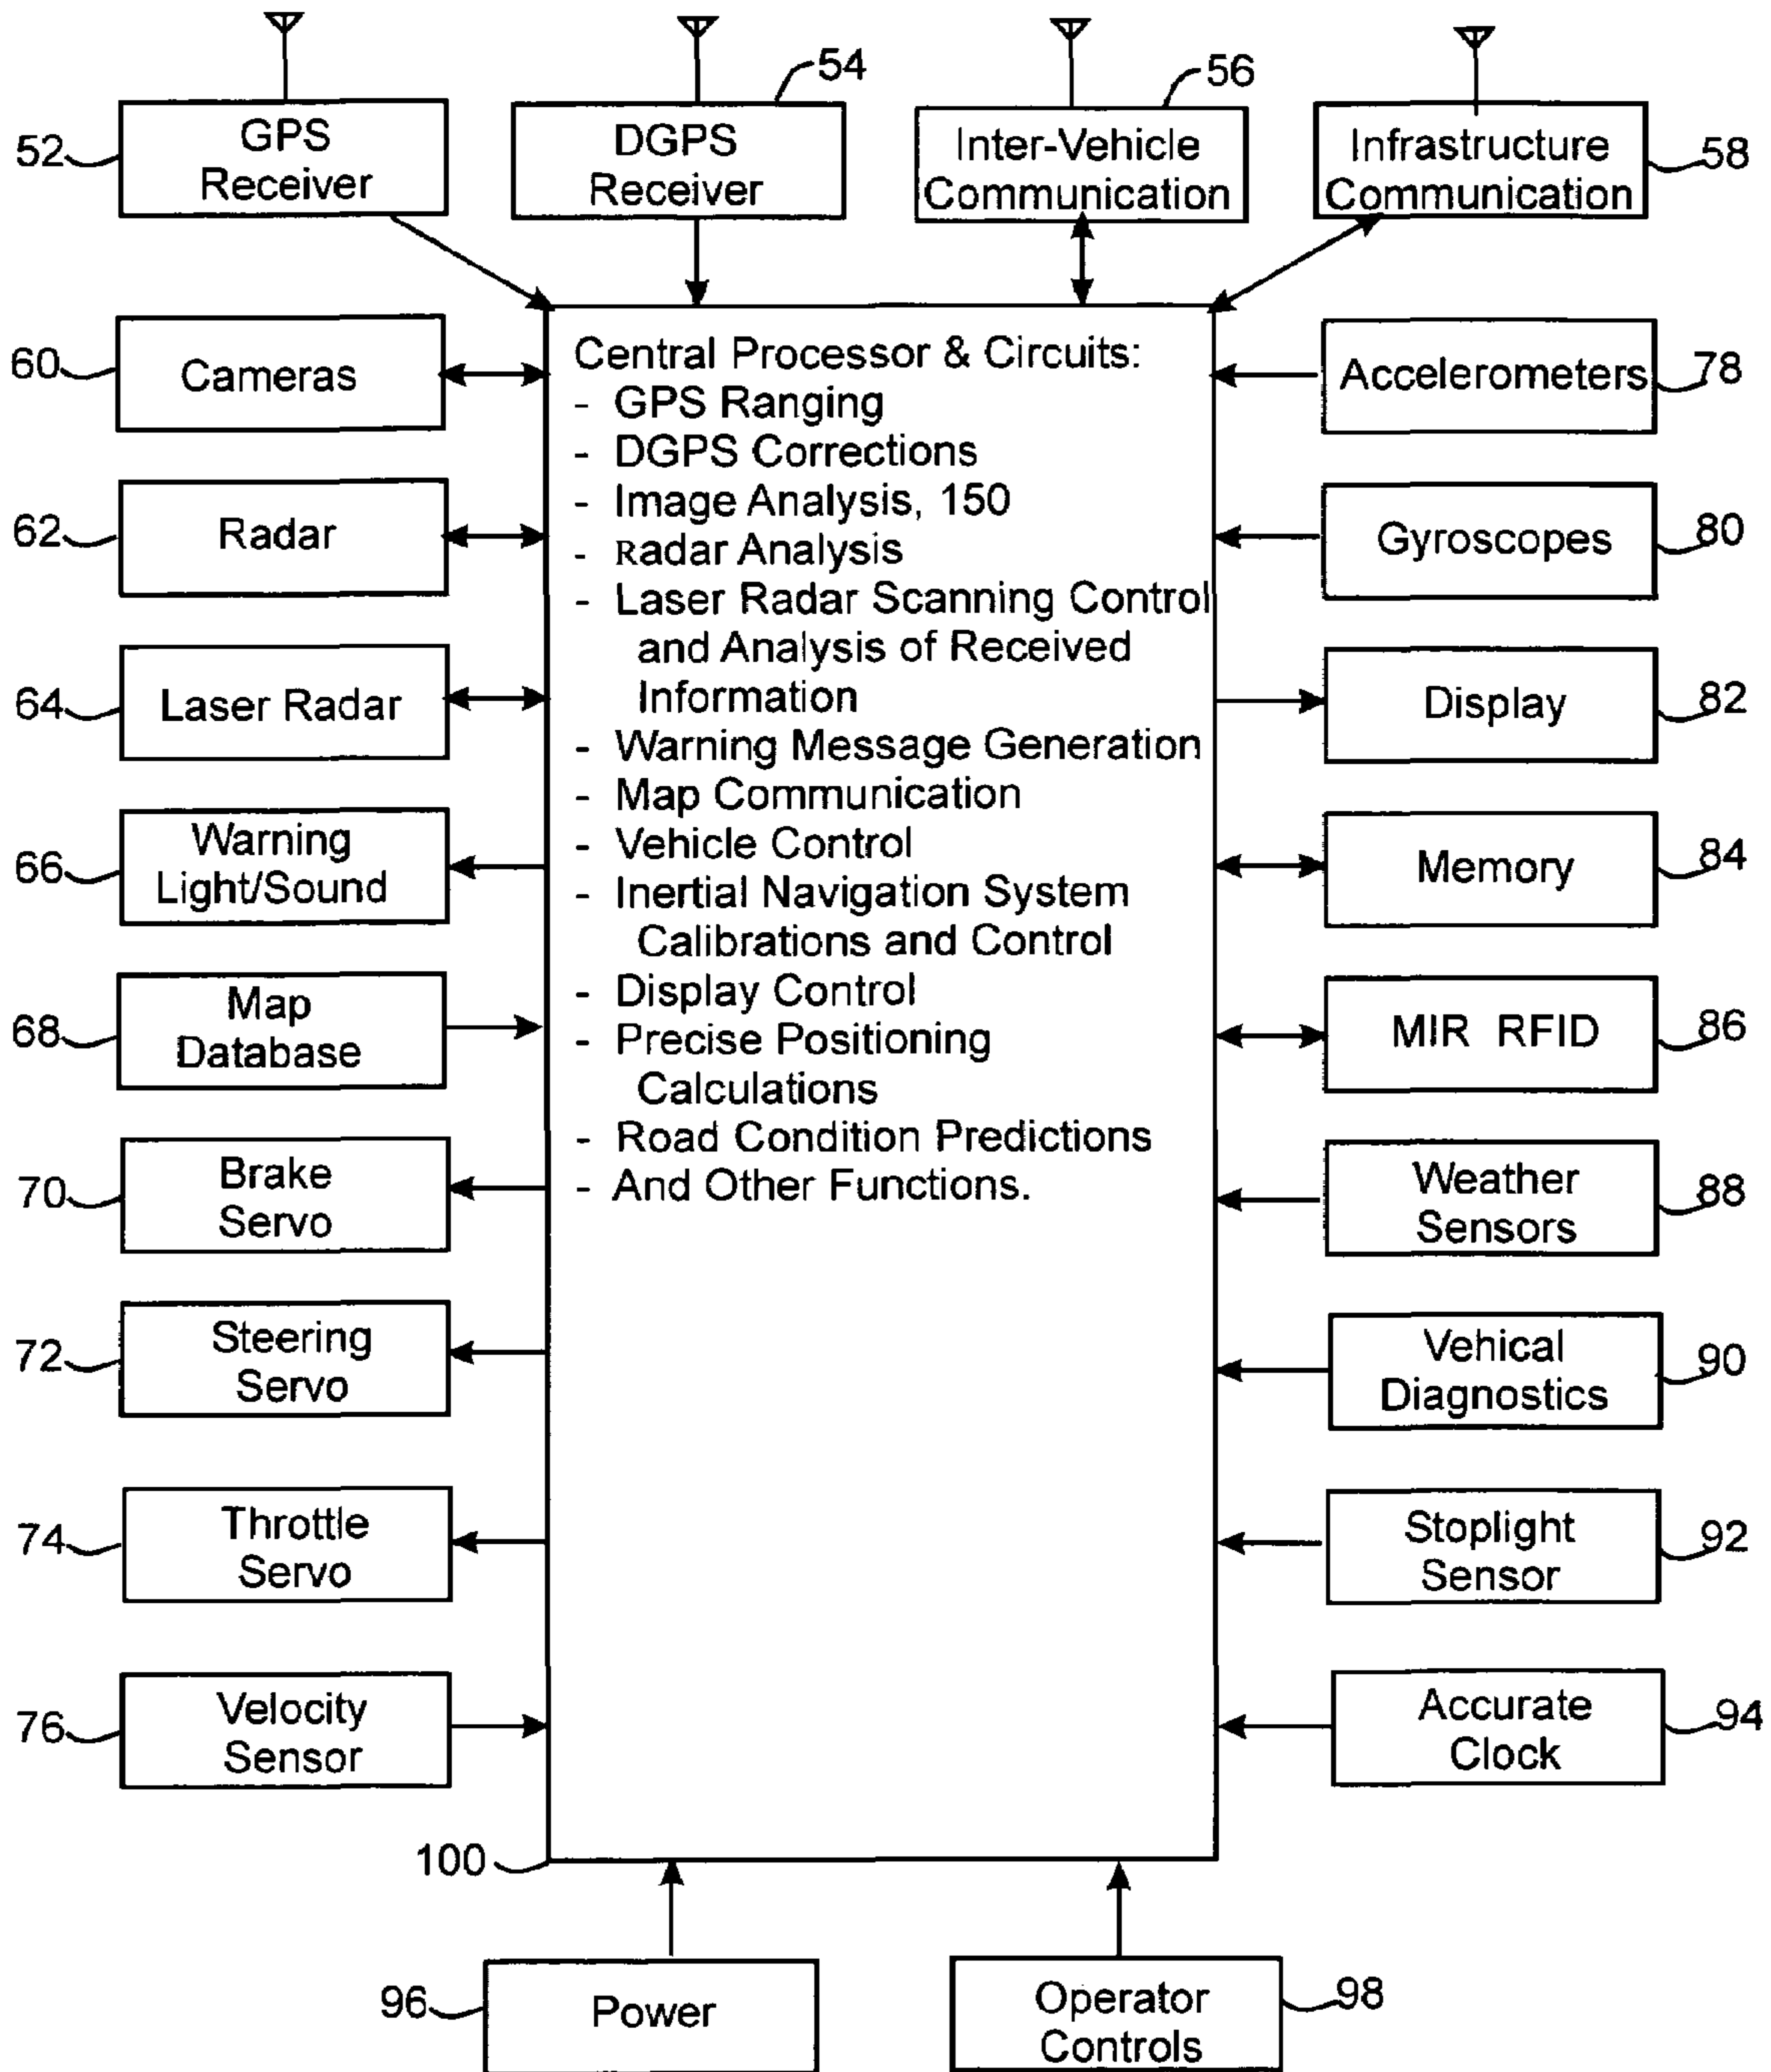 54
56
52
GPS
Receiver
DGPS
Receiver
Inter-Vehicle
Communication
Infrastructure
Communication
58
60
Cameras
62
Radar
64
Laser Radar
66
Warning
Light/Sound
68
Map
Database
70
Brake
Servo
72
Steering
Servo
74
Throttle
Servo
76
Velocity
Sensor
Central Processor & Circuits:
- GPS Ranging
- DGPS Corrections
- Image Analysis, 150
- Radar Analysis
- Laser Radar Scanning Control
and Analysis of Received
Information
- Warning Message Generation
- Map Communication
- Vehicle Control
- Inertial Navigation System
Calibrations and Control
- Display Control
- Precise Positioning
Calculations
- Road Condition Predictions
- And Other Functions.
100
Accelerometers
78
Gyroscopes
80
Display
82
Memory
84
MIR RFID
86
Weather
Sensors
88
Vehical
Diagnostics
90
Stoplight
Sensor
92
Accurate
Clock
94
96
Power
Operator
Controls
98